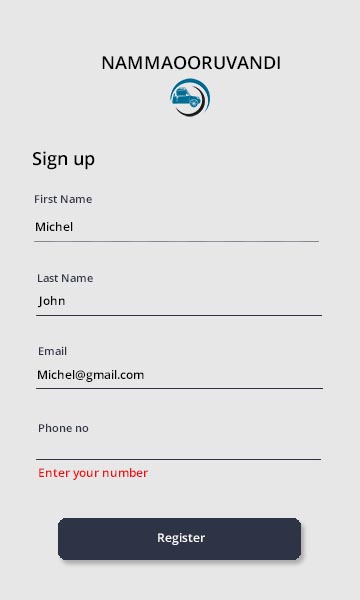 NAMMAOORUVANDI
Sign up
First Name
Michel
Last Name
John
Email
Michel@gmail.com
Phone no
Enter your number
Register